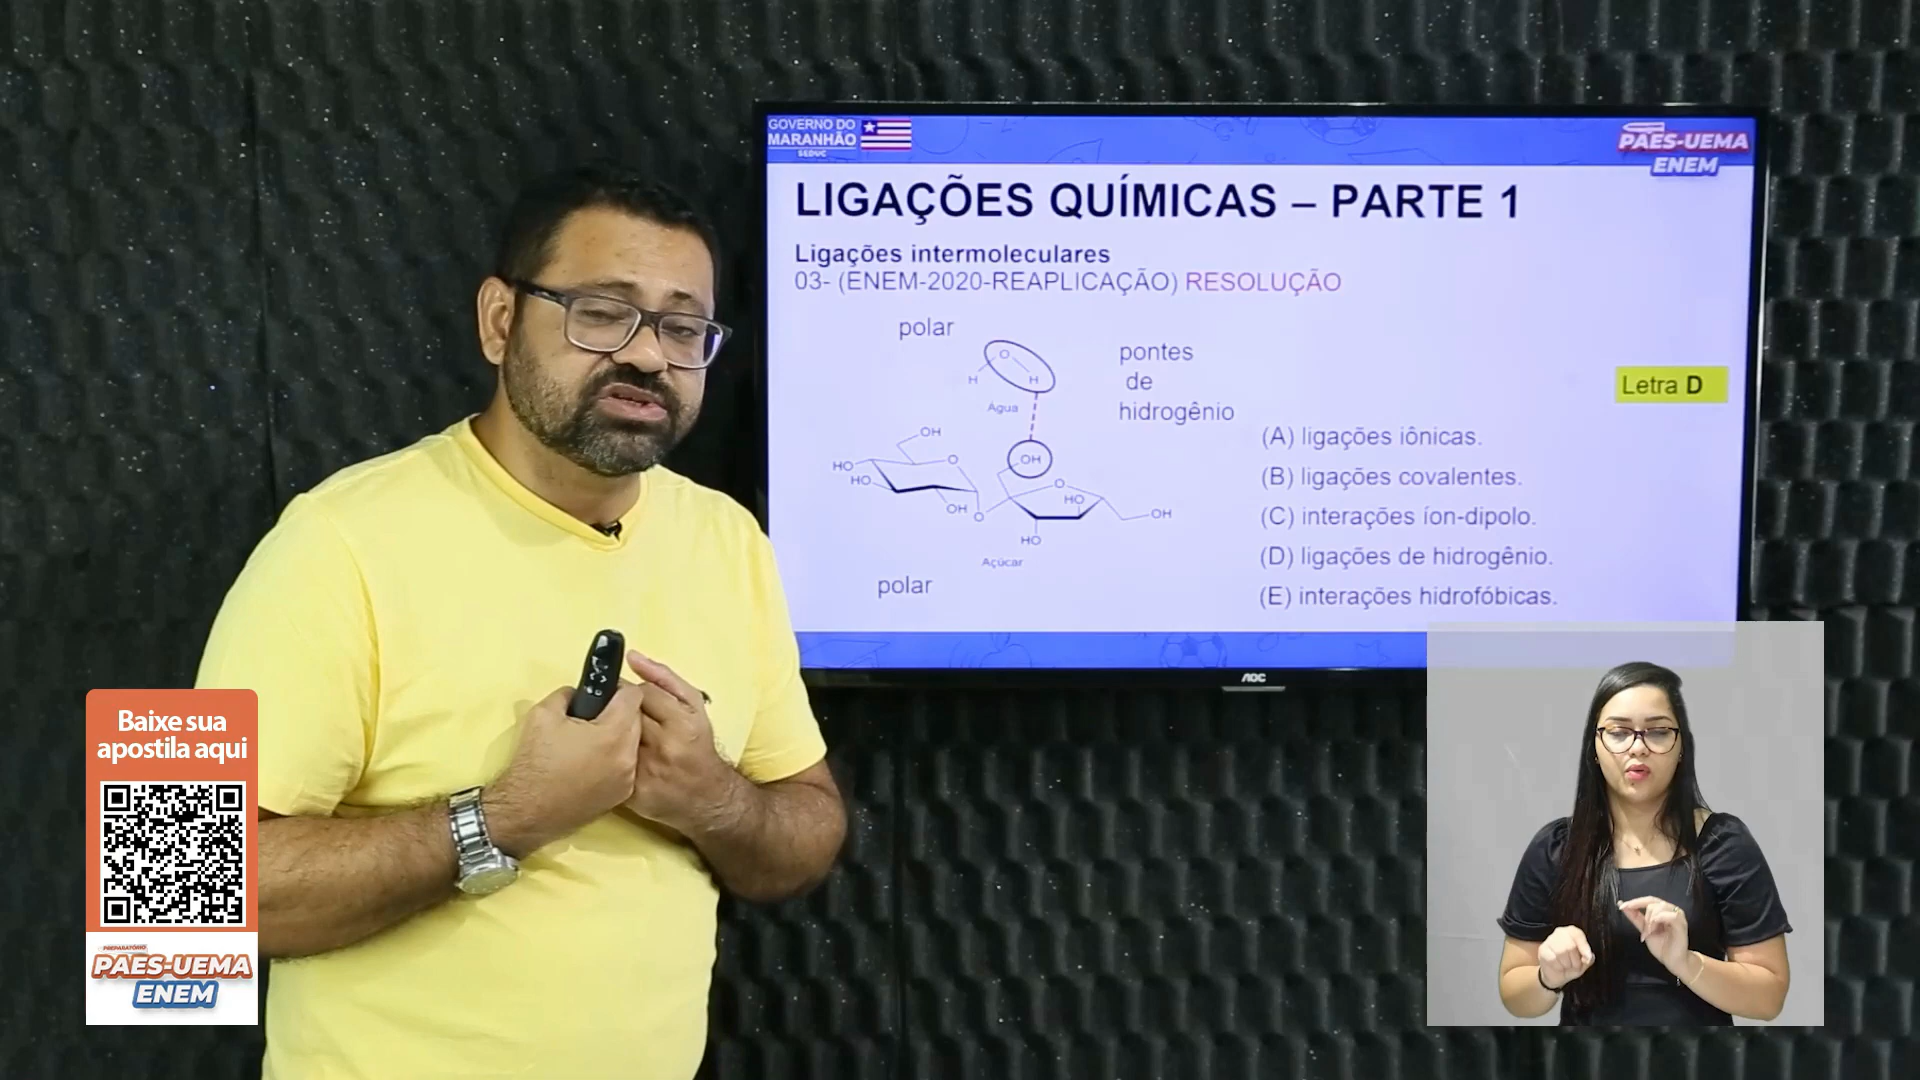 GOVERNO DO
MARANHÃO
SEDUC
PAES-UEMA
ENEM
LIGAÇÕES QUÍMICAS – PARTE 1
Ligações intermoleculares
03- (ENEM-2020-REAPLICAÇÃO) RESOLUÇÃO
polar
O
H
H
Água
pontes
de
hidrogênio
Letra D
OH
HO
HO
O
OH
O
OH
O
HO
OH
HO
Açúcar
polar
(A) ligações iônicas.
(B) ligações covalentes.
(C) interações íon-dipolo.
(D) ligações de hidrogênio.
(E) interações hidrofóbicas.
AOC
Baixe sua
apostila aqui
PREPARATÓRIO
PAES-UEMA
ENEM